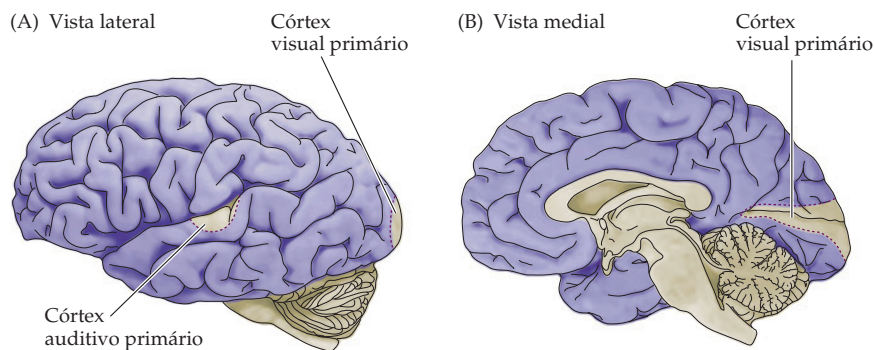 (A) Vista lateral
Córtex
visual primário
Córtex
auditivo primário
(B) Vista medial
Córtex
visual primário